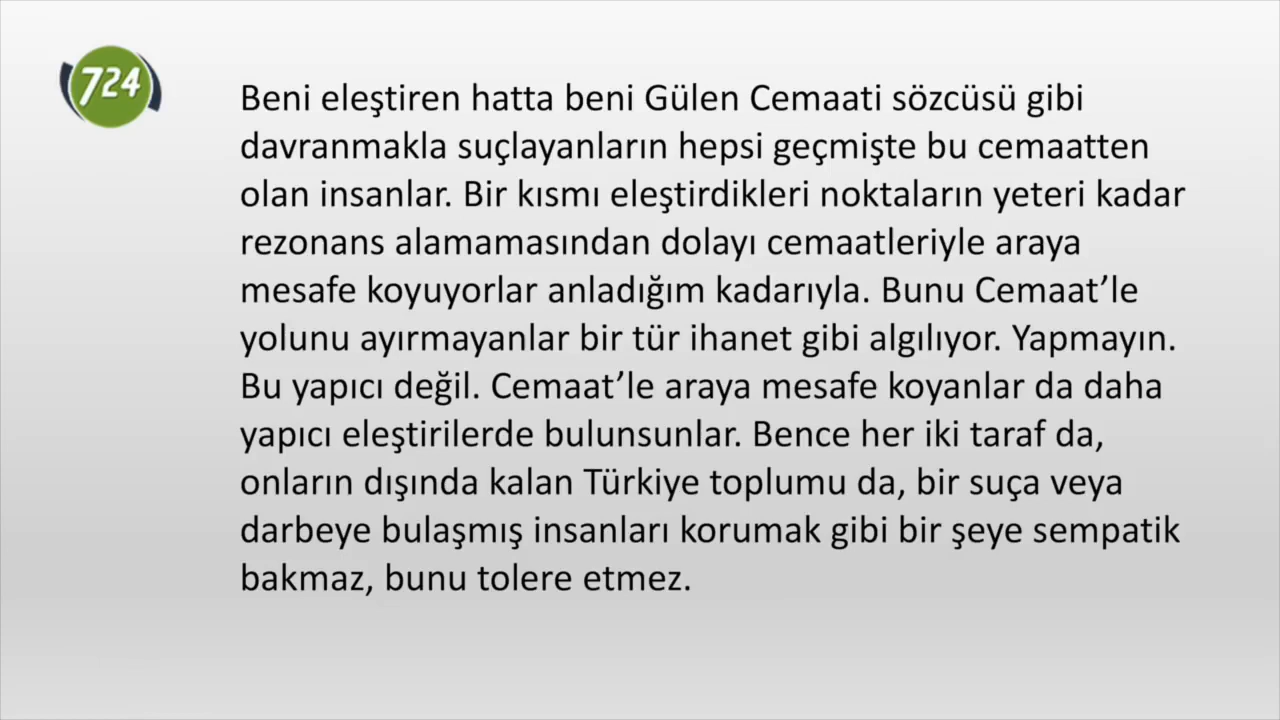 724
Beni eleştiren hatta beni Gülen Cemaati sözcüsü gibi
davranmakla suçlayanların hepsi geçmişte bu cemaatten
olan insanlar. Bir kısmı eleştirdikleri noktaların yeteri kadar
rezonans alamamasından dolayı cemaatleriyle araya
mesafe koyuyorlar anladığım kadarıyla. Bunu Cemaat’le
yolunu ayırmayanlar bir tür ihanet gibi algılıyor. Yapmayın.
Bu yapıcı değil. Cemaat’le araya mesafe koyanlar da daha
yapıcı eleştirilerde bulunsunlar. Bence her iki taraf da,
onların dışında kalan Türkiye toplumu da, bir suça veya
darbeye bulaşmış insanları korumak gibi bir şeye sempatik
bakmaz, bunu tolere etmez.